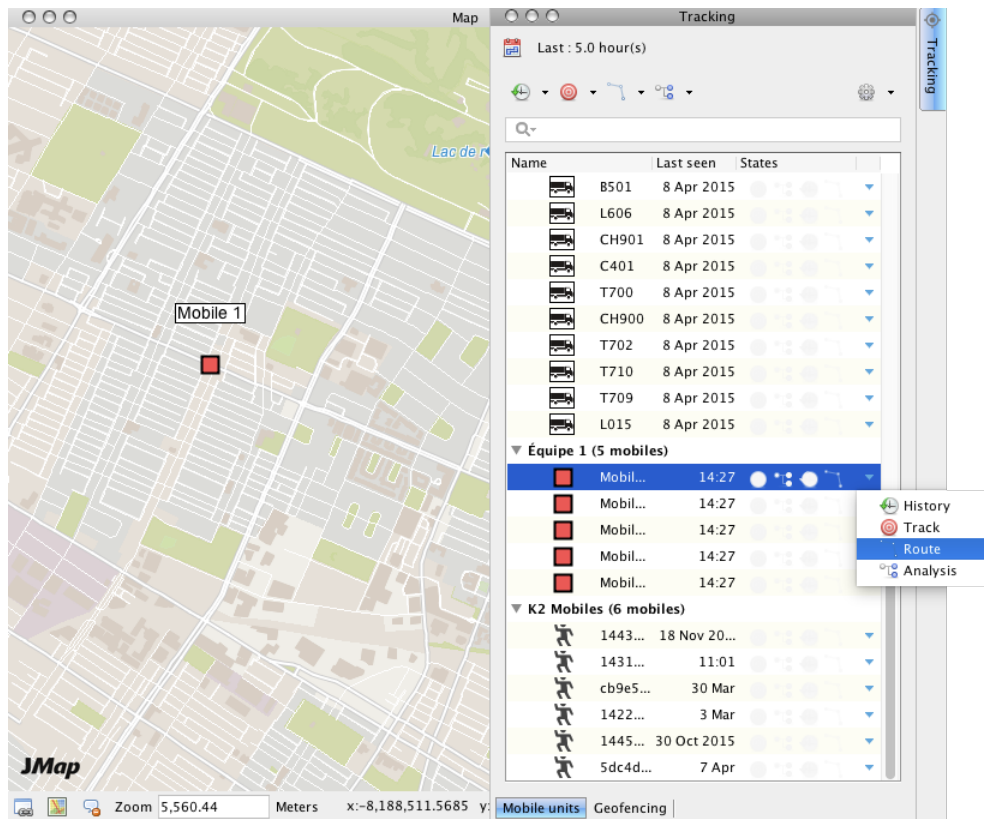 Map
Lac de r
Mobile 1
JMap
Zoom 5,560.44 Meters x:-8,188,511.5685 y:
Tracking
Last : 5.0 hour(s)
Name Last seen States
B501 8 Apr 2015
L606 8 Apr 2015
CH901 8 Apr 2015
C401 8 Apr 2015
T700 8 Apr 2015
CH900 8 Apr 2015
T702 8 Apr 2015
T710 8 Apr 2015
T709 8 Apr 2015
L015 8 Apr 2015
Équipe 1 (5 mobiles)
Mobil... 14:27
Mobil... 14:27
Mobil... 14:27
Mobil... 14:27
Mobil... 14:27
K2 Mobiles (6 mobiles)
1443... 18 Nov 20...
1431... 11:01
cb9e5... 30 Mar
1422... 3 Mar
1445... 30 Oct 2015
5dc4d... 7 Apr
Mobile units Geofencing
History
Track
Route
Analysis
Tracking